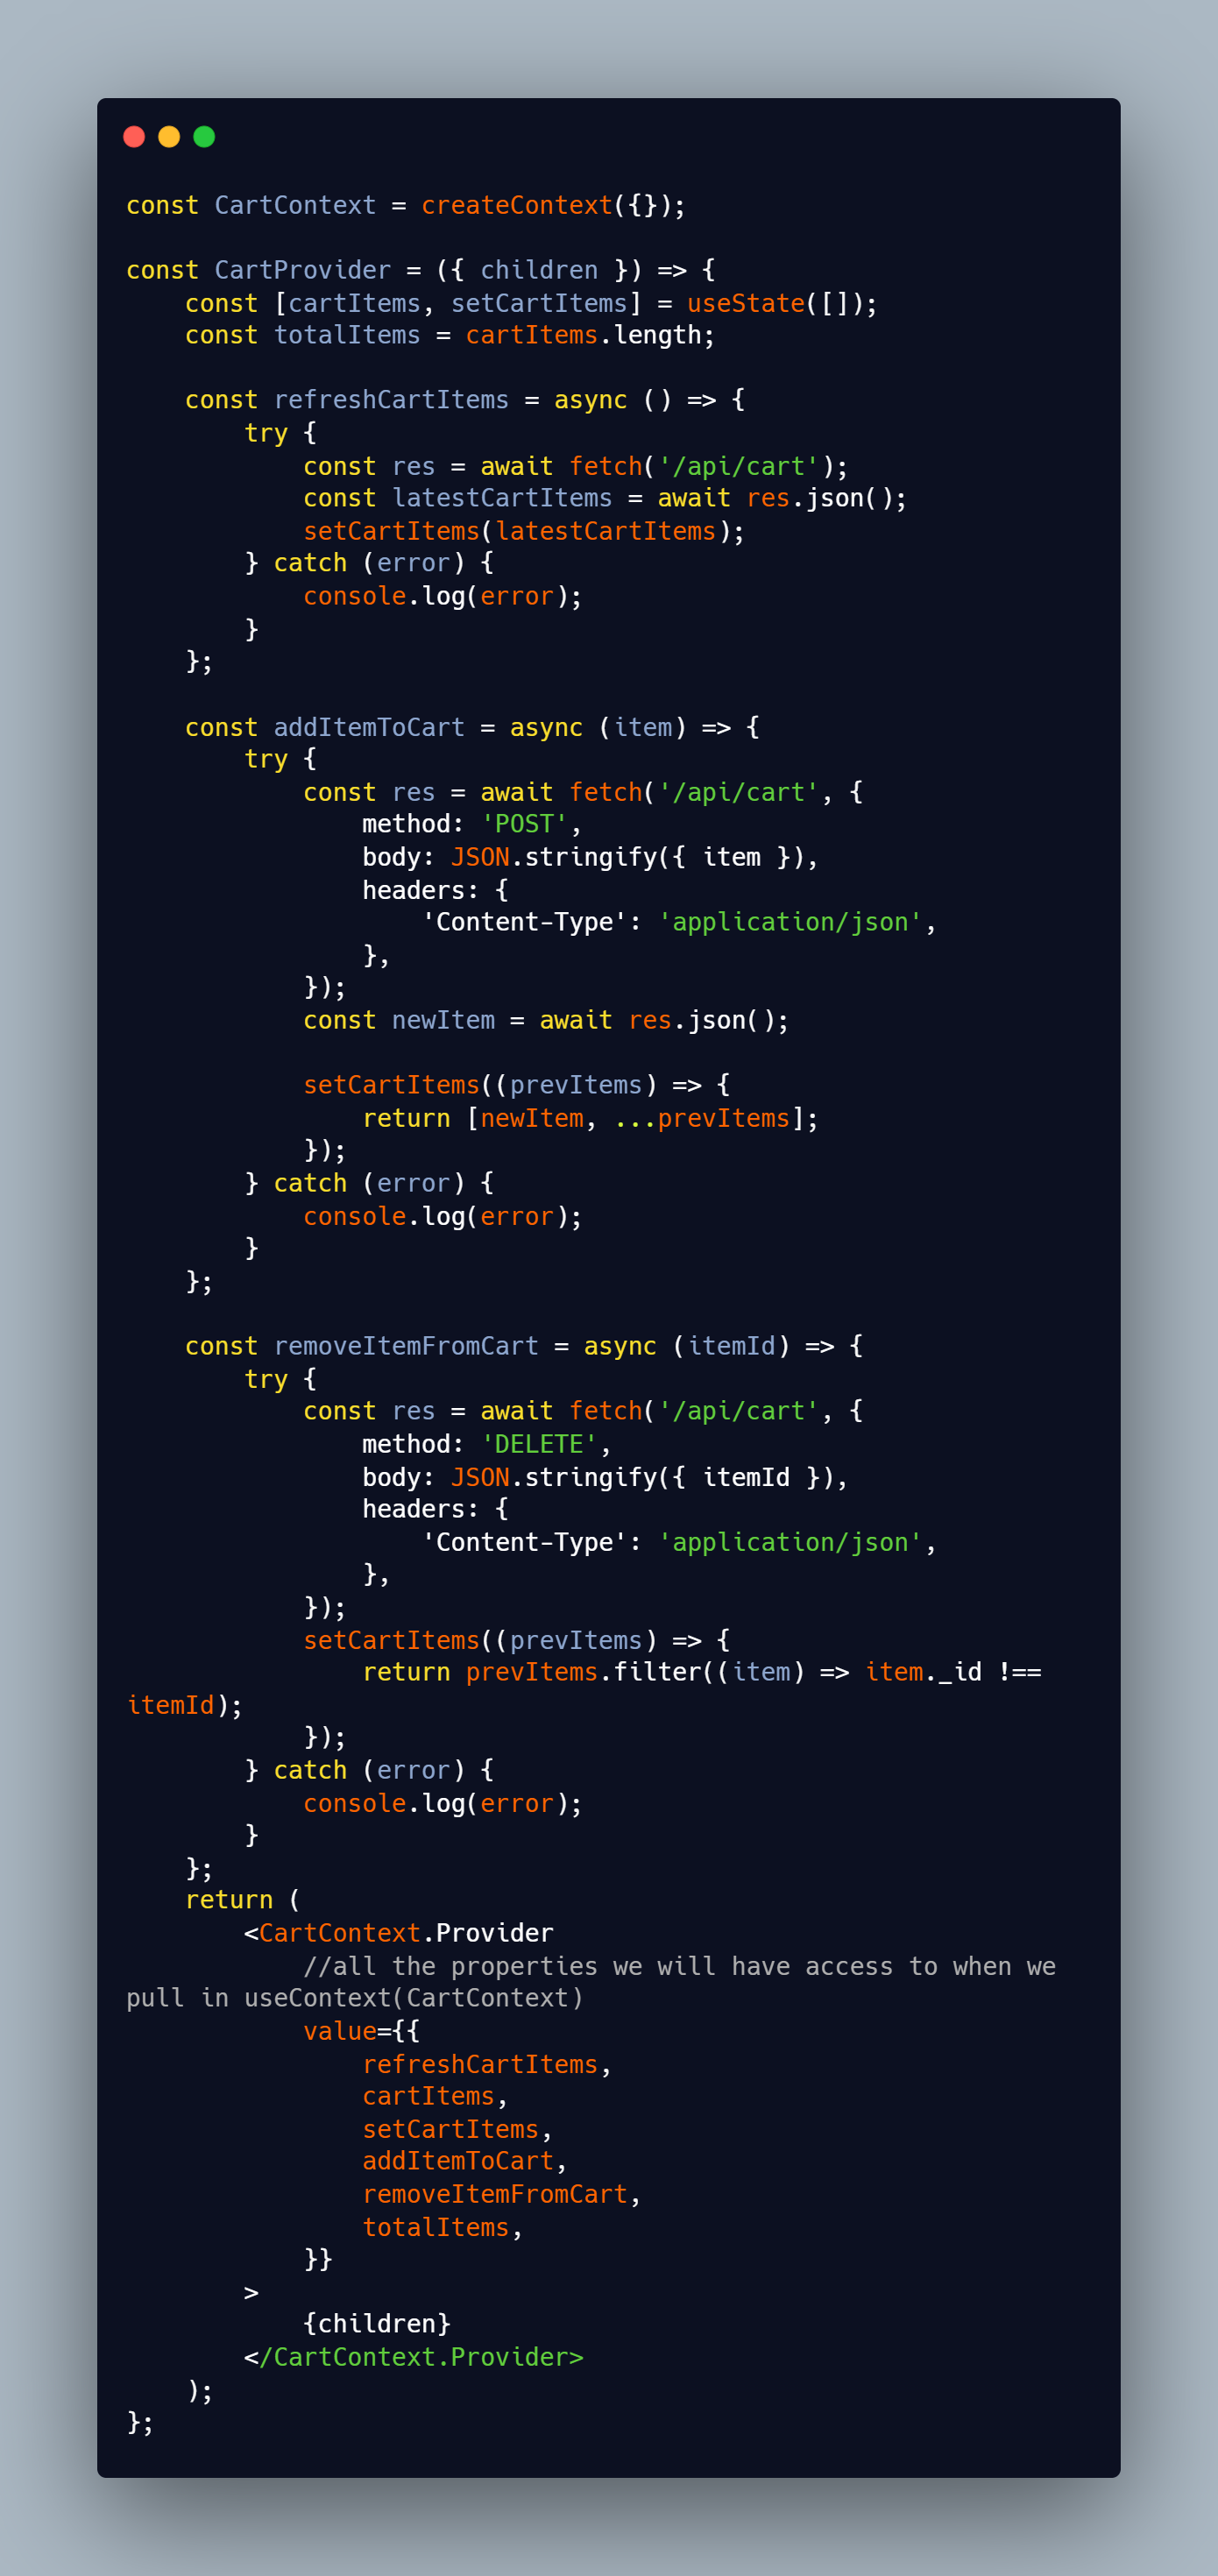 const CartContext = createContext({});

const CartProvider = ({ children }) => {
    const [cartItems, setCartItems] = useState([]);
    const totalItems = cartItems.length;

    const refreshCartItems = async () => {
        try {
            const res = await fetch('/api/cart');
            const latestCartItems = await res.json();
            setCartItems(latestCartItems);
        } catch (error) {
            console.log(error);
        }
    };

    const addItemToCart = async (item) => {
        try {
            const res = await fetch('/api/cart', {
                method: 'POST',
                body: JSON.stringify({ item }),
                headers: {
                    'Content-Type': 'application/json',
                },
            });
            const newItem = await res.json();

            setCartItems((prevItems) => {
                return [newItem, ...prevItems];
            });
        } catch (error) {
            console.log(error);
        }
    };

    const removeItemFromCart = async (itemId) => {
        try {
            const res = await fetch('/api/cart', {
                method: 'DELETE',
                body: JSON.stringify({ itemId }),
                headers: {
                    'Content-Type': 'application/json',
                },
            });
            setCartItems((prevItems) => {
                return prevItems.filter((item) => item._id !==
itemId);
            });
        } catch (error) {
            console.log(error);
        }
    };
    return (
        <CartContext.Provider
            //all the properties we will have access to when we
pull in useContext(CartContext)
            value={{
                refreshCartItems,
                cartItems,
                setCartItems,
                addItemToCart,
                removeItemFromCart,
                totalItems,
            }}
        >
            {children}
        </CartContext.Provider>
    );
};